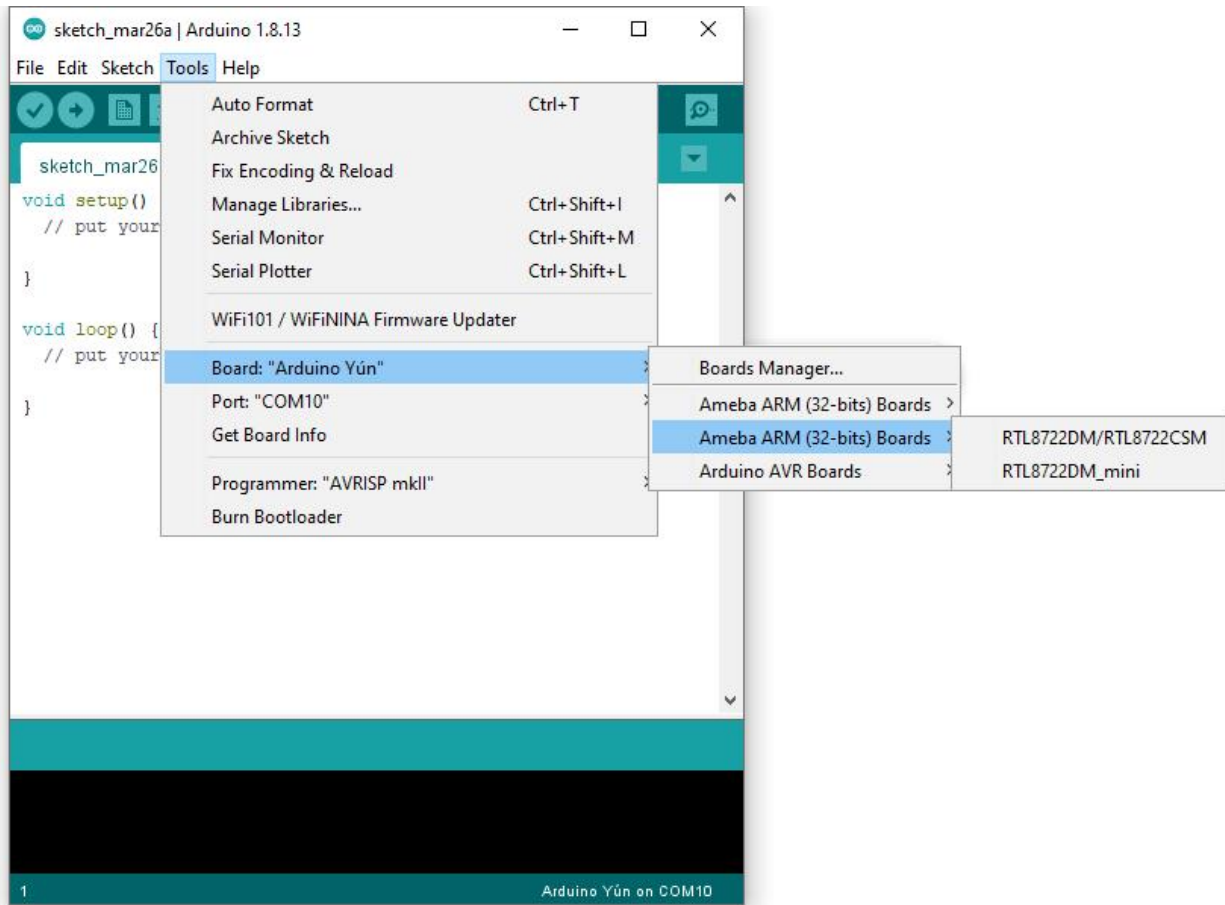 sketch_mar26a | Arduino 1.8.13
File Edit Sketch Tools Help
sketch_mar26
void setup()
// put your
}
void loop() {
// put your
}
Auto Format Ctrl+T
Archive Sketch
Fix Encoding & Reload
Manage Libraries... Ctrl+Shift+I
Serial Monitor Ctrl+Shift+M
Serial Plotter Ctrl+Shift+L
WiFi101 / WiFiNINA Firmware Updater
Board: "Arduino Yún"
Port: "COM10"
Get Board Info
Programmer: "AVRISP mkII"
Burn Bootloader
Boards Manager...
Ameba ARM (32-bits) Boards
Ameba ARM (32-bits) Boards
Arduino AVR Boards
RTL8722DM/RTL8722CSM
RTL8722DM_mini
1 Arduino Yún on COM10